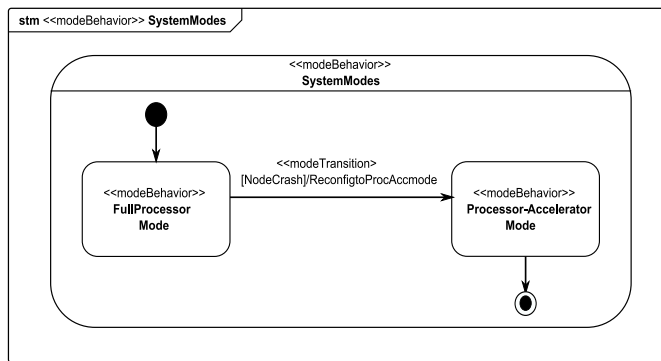 stm <<modeBehavior>> SystemModes
<<modeBehavior>>
SystemModes
<<modeTransition>
[NodeCrash]/ReconfigtoProcAccmode
<<modeBehavior>>
FullProcessor
Mode
<<modeBehavior>>
Processor-Accelerator
Mode